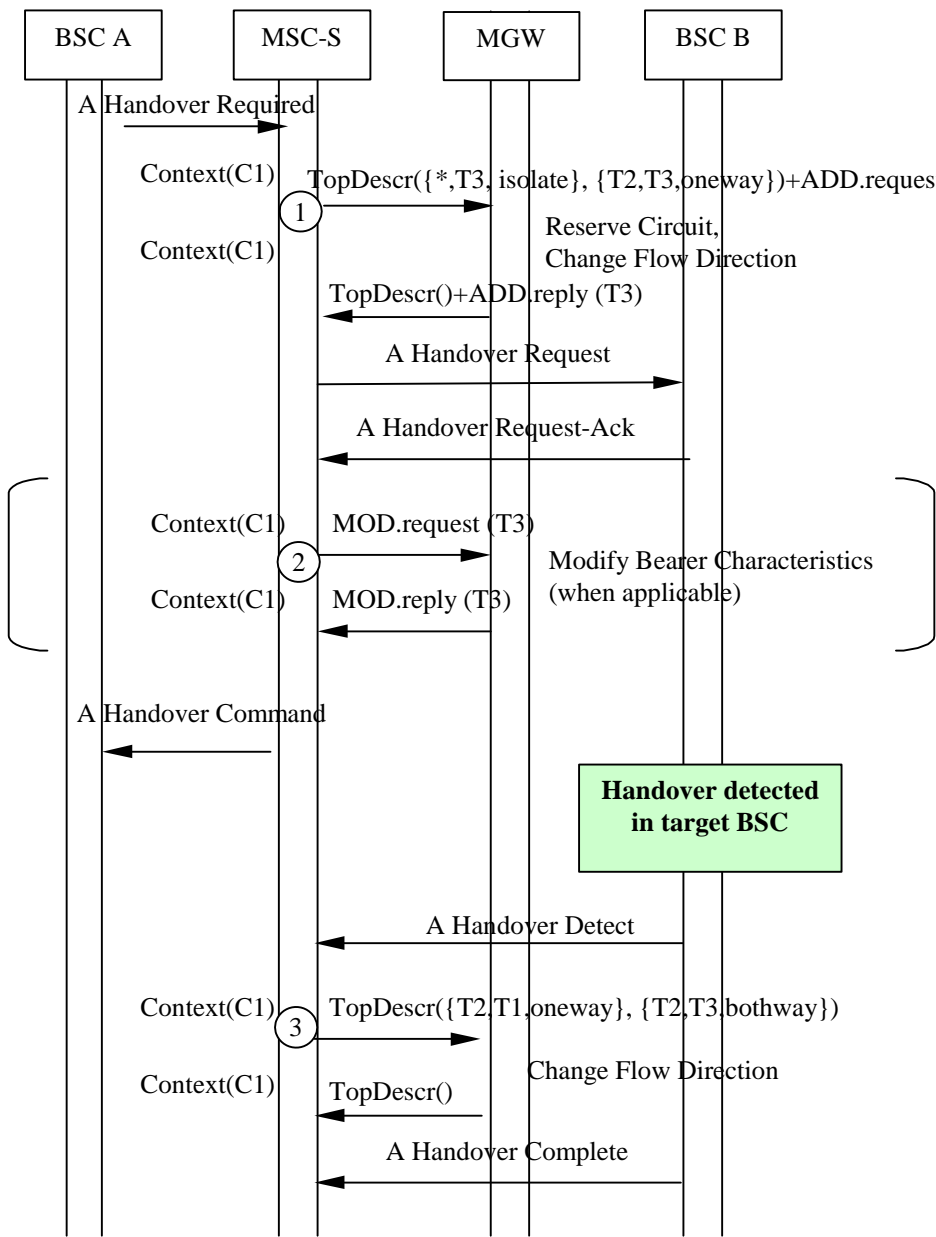 BSC A
MSC-S
MGW
BSC B
A Handover Required
Context(C1)
TopDescr({*,T3, isolate}, {T2,T3,oneway})+ADD.reques
1
Reserve Circuit,
Change Flow Direction
Context(C1)
TopDescr()+ADD.reply (T3)
A Handover Request
A Handover Request-Ack
Context(C1)
MOD.request (T3)
2
Modify Bearer Characteristics
(when applicable)
Context(C1)
MOD.reply (T3)
A Handover Command
Handover detected
in target BSC
A Handover Detect
Context(C1)
TopDescr({T2,T1,oneway}, {T2,T3,bothway})
3
Change Flow Direction
Context(C1)
TopDescr()
A Handover Complete